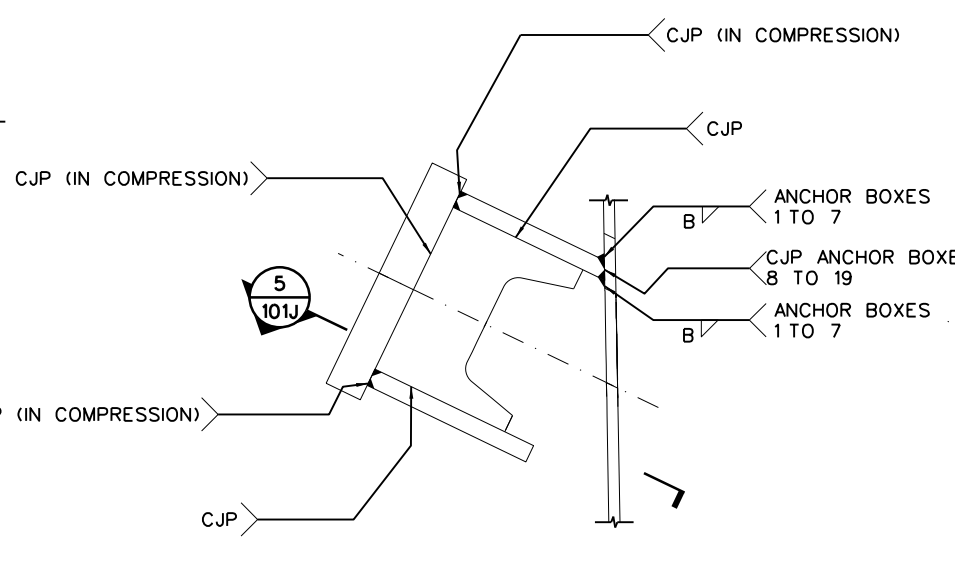 CJP (IN COMPRESSION)
CJP
CJP (IN COMPRESSION)
ANCHOR BOXES
1 TO 7
B
CJP ANCHOR BOXE
8 TO 19
5
101J
ANCHOR BOXES
1 TO 7
B
P (IN COMPRESSION)
CJP